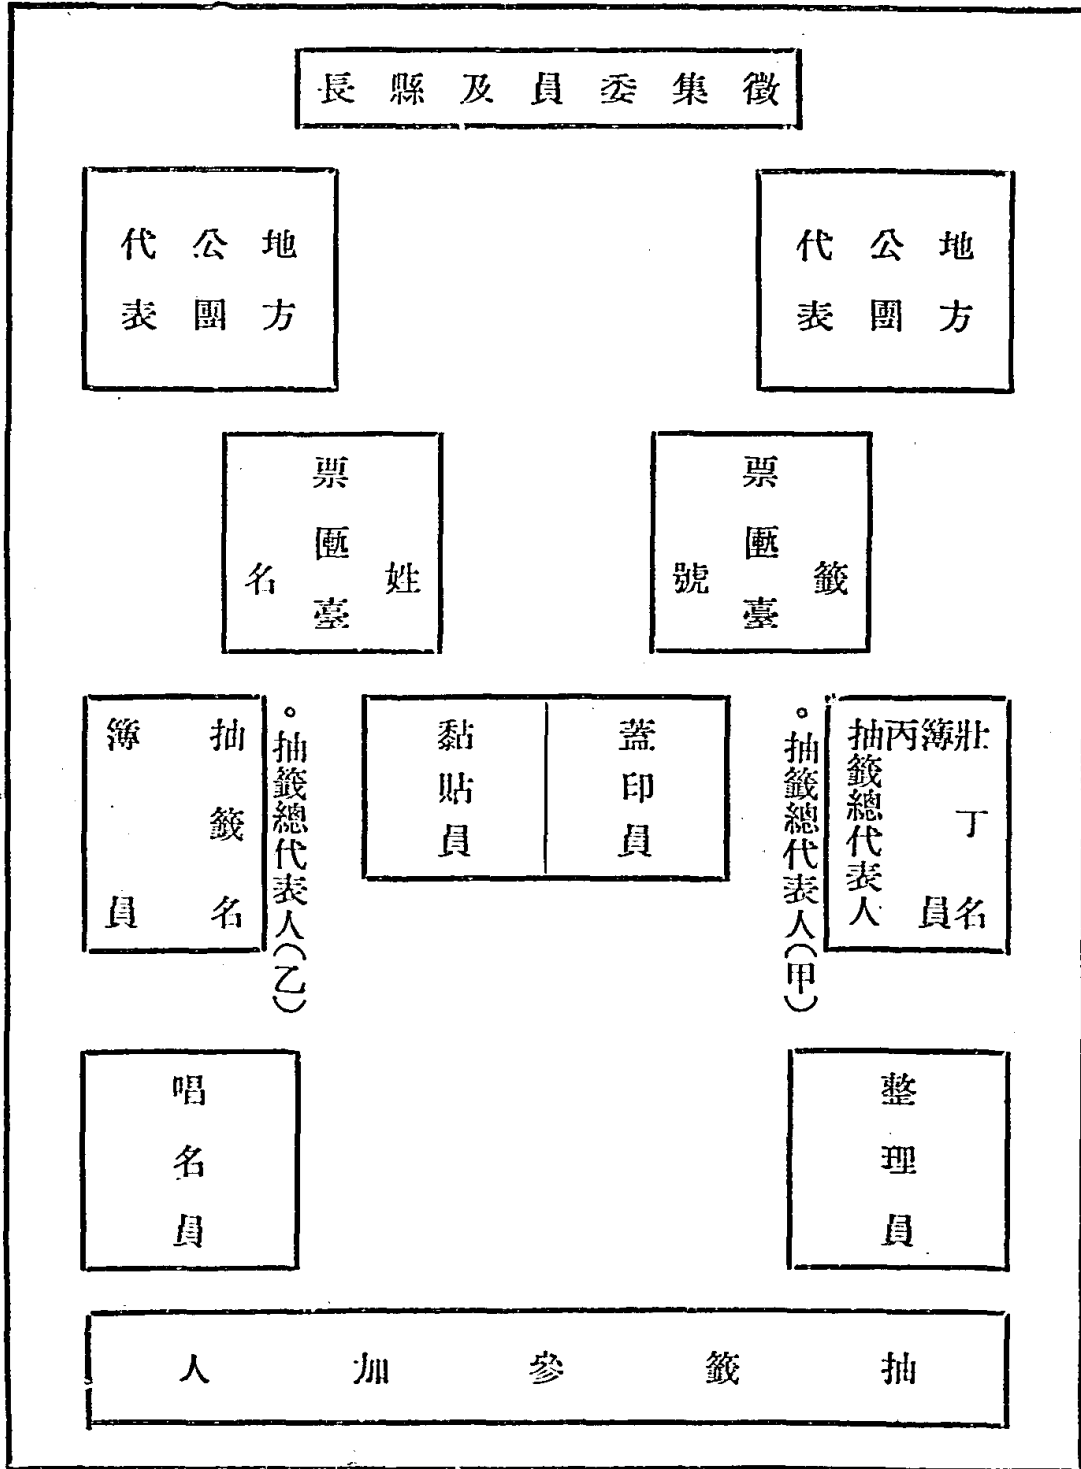 徵集委員及縣長
地方
公團
代表
地方
公團
代表
籤號
票匭臺
姓名
票匭臺
壯丁名
簿員
丙
抽籤總代表人
。抽籤總代表人(甲)
蓋印員
黏貼員
。抽籤總代表人(乙)
抽籤名
簿員
整理員
唱名員
抽籤參加人